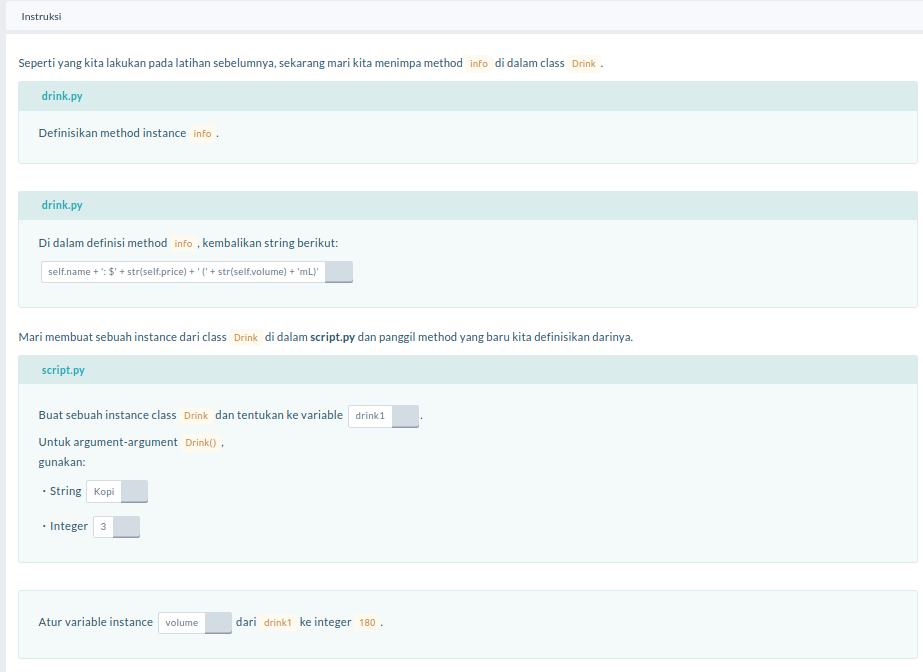 Instruksi
Seperti yang kita lakukan pada latihan sebelumnya, sekarang mari kita menimpa method info di dalam class Drink .
drink.py
Definisikan method instance info .
drink.py
Di dalam definisi method info , kembalikan string berikut:
self.name + ': $' + str(self.price) + ' (' + str(self.volume) + 'mL)'
Mari membuat sebuah instance dari class Drink di dalam script.py dan panggil method yang baru kita definisikan darinya.
script.py
Buat sebuah instance class Drink dan tentukan ke variable drink1 .
Untuk argument-argument Drink() ,
gunakan:
・String Kopi
・Integer 3
Atur variable instance volume dari drink1 ke integer 180 .